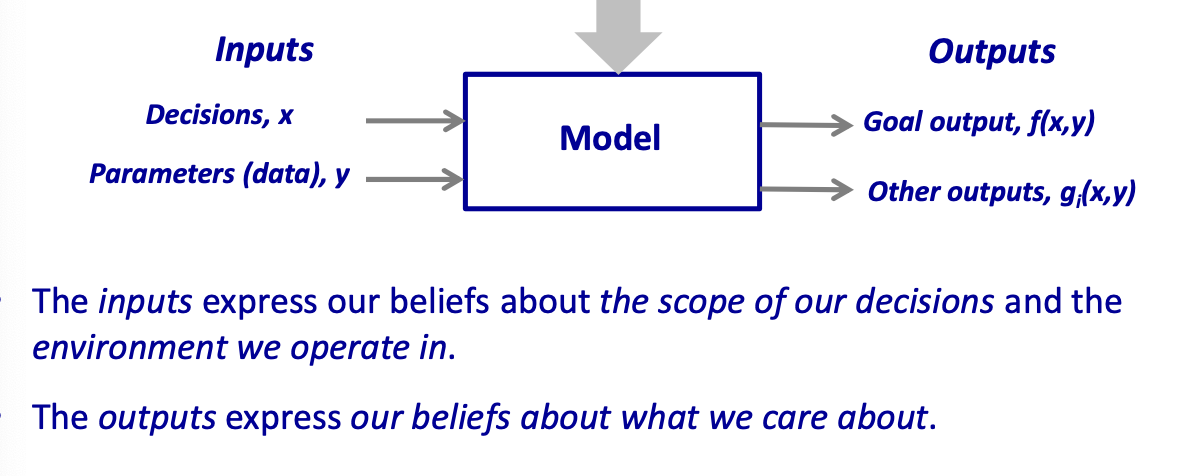 Inputs
Outputs
Decisions, x
Parameters (data), y
Model
Goal output, f(x,y)
Other outputs, gᵢ(x,y)
• The inputs express our beliefs about the scope of our decisions and the
environment we operate in.
• The outputs express our beliefs about what we care about.